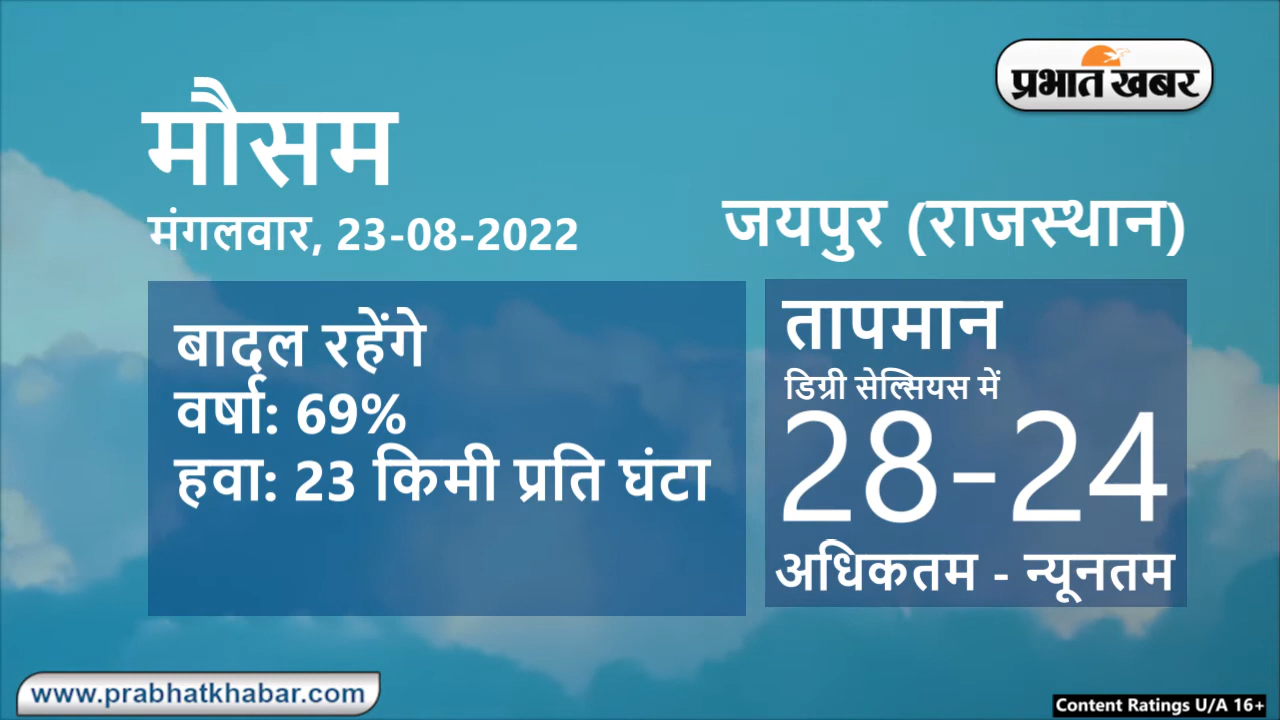 प्रभात खबर
मौसम
मंगलवार, 23-08-2022
जयपुर (राजस्थान)
बादल रहेंगे
वर्षा: 69%
हवा: 23 किमी प्रति घंटा
तापमान
डिग्री सेल्सियस में
28-24
अधिकतम - न्यूनतम
www.prabhatkhabar.com
Content Ratings U/A 16+